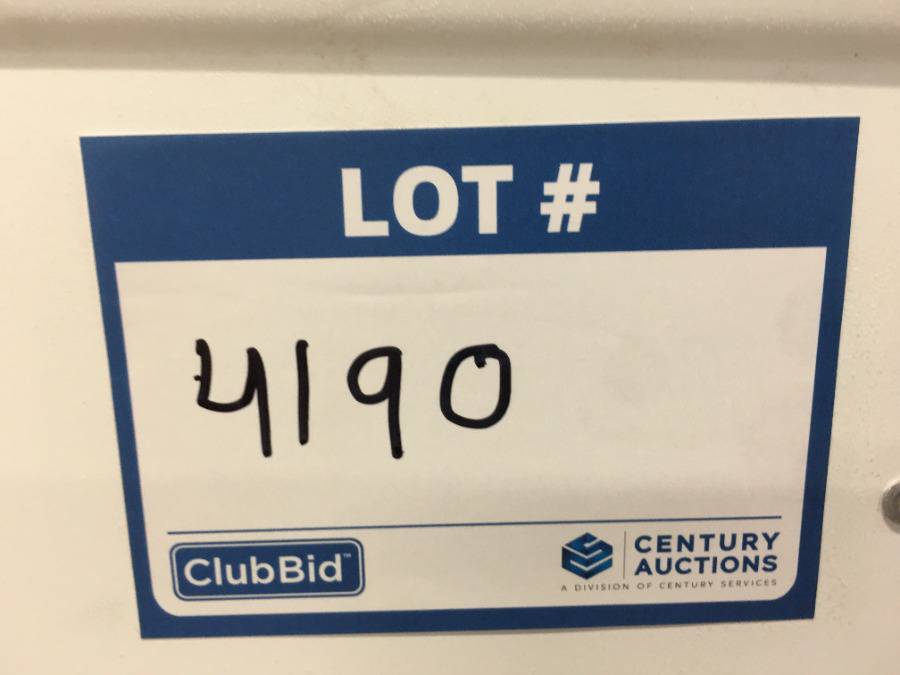 LOT #
4190
ClubBid™
CENTURY
AUCTIONS
A DIVISION OF CENTURY SERVICES